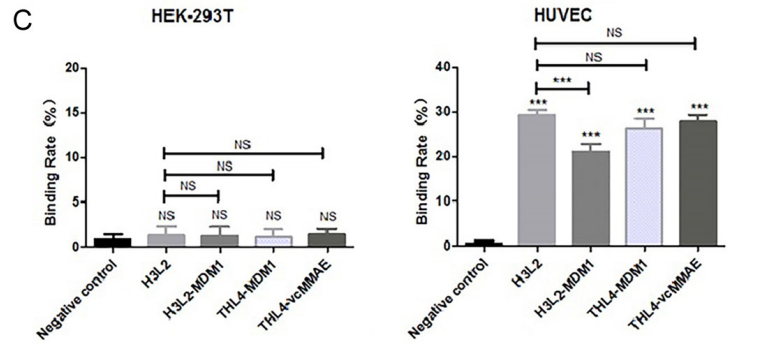 C
HEK-293T
Binding Rate (%)
20
15
10
5
0
NS
NS
NS
NS NS NS NS
Negative control
H3L2
H3L2-MDM1
THL4-MDM1
THL4-vcMMAE
HUVEC
Binding Rate (%)
40
30
20
10
0
NS
NS
***
*** *** *** ***
Negative control
H3L2
H3L2-MDM1
THL4-MDM1
THL4-vcMMAE